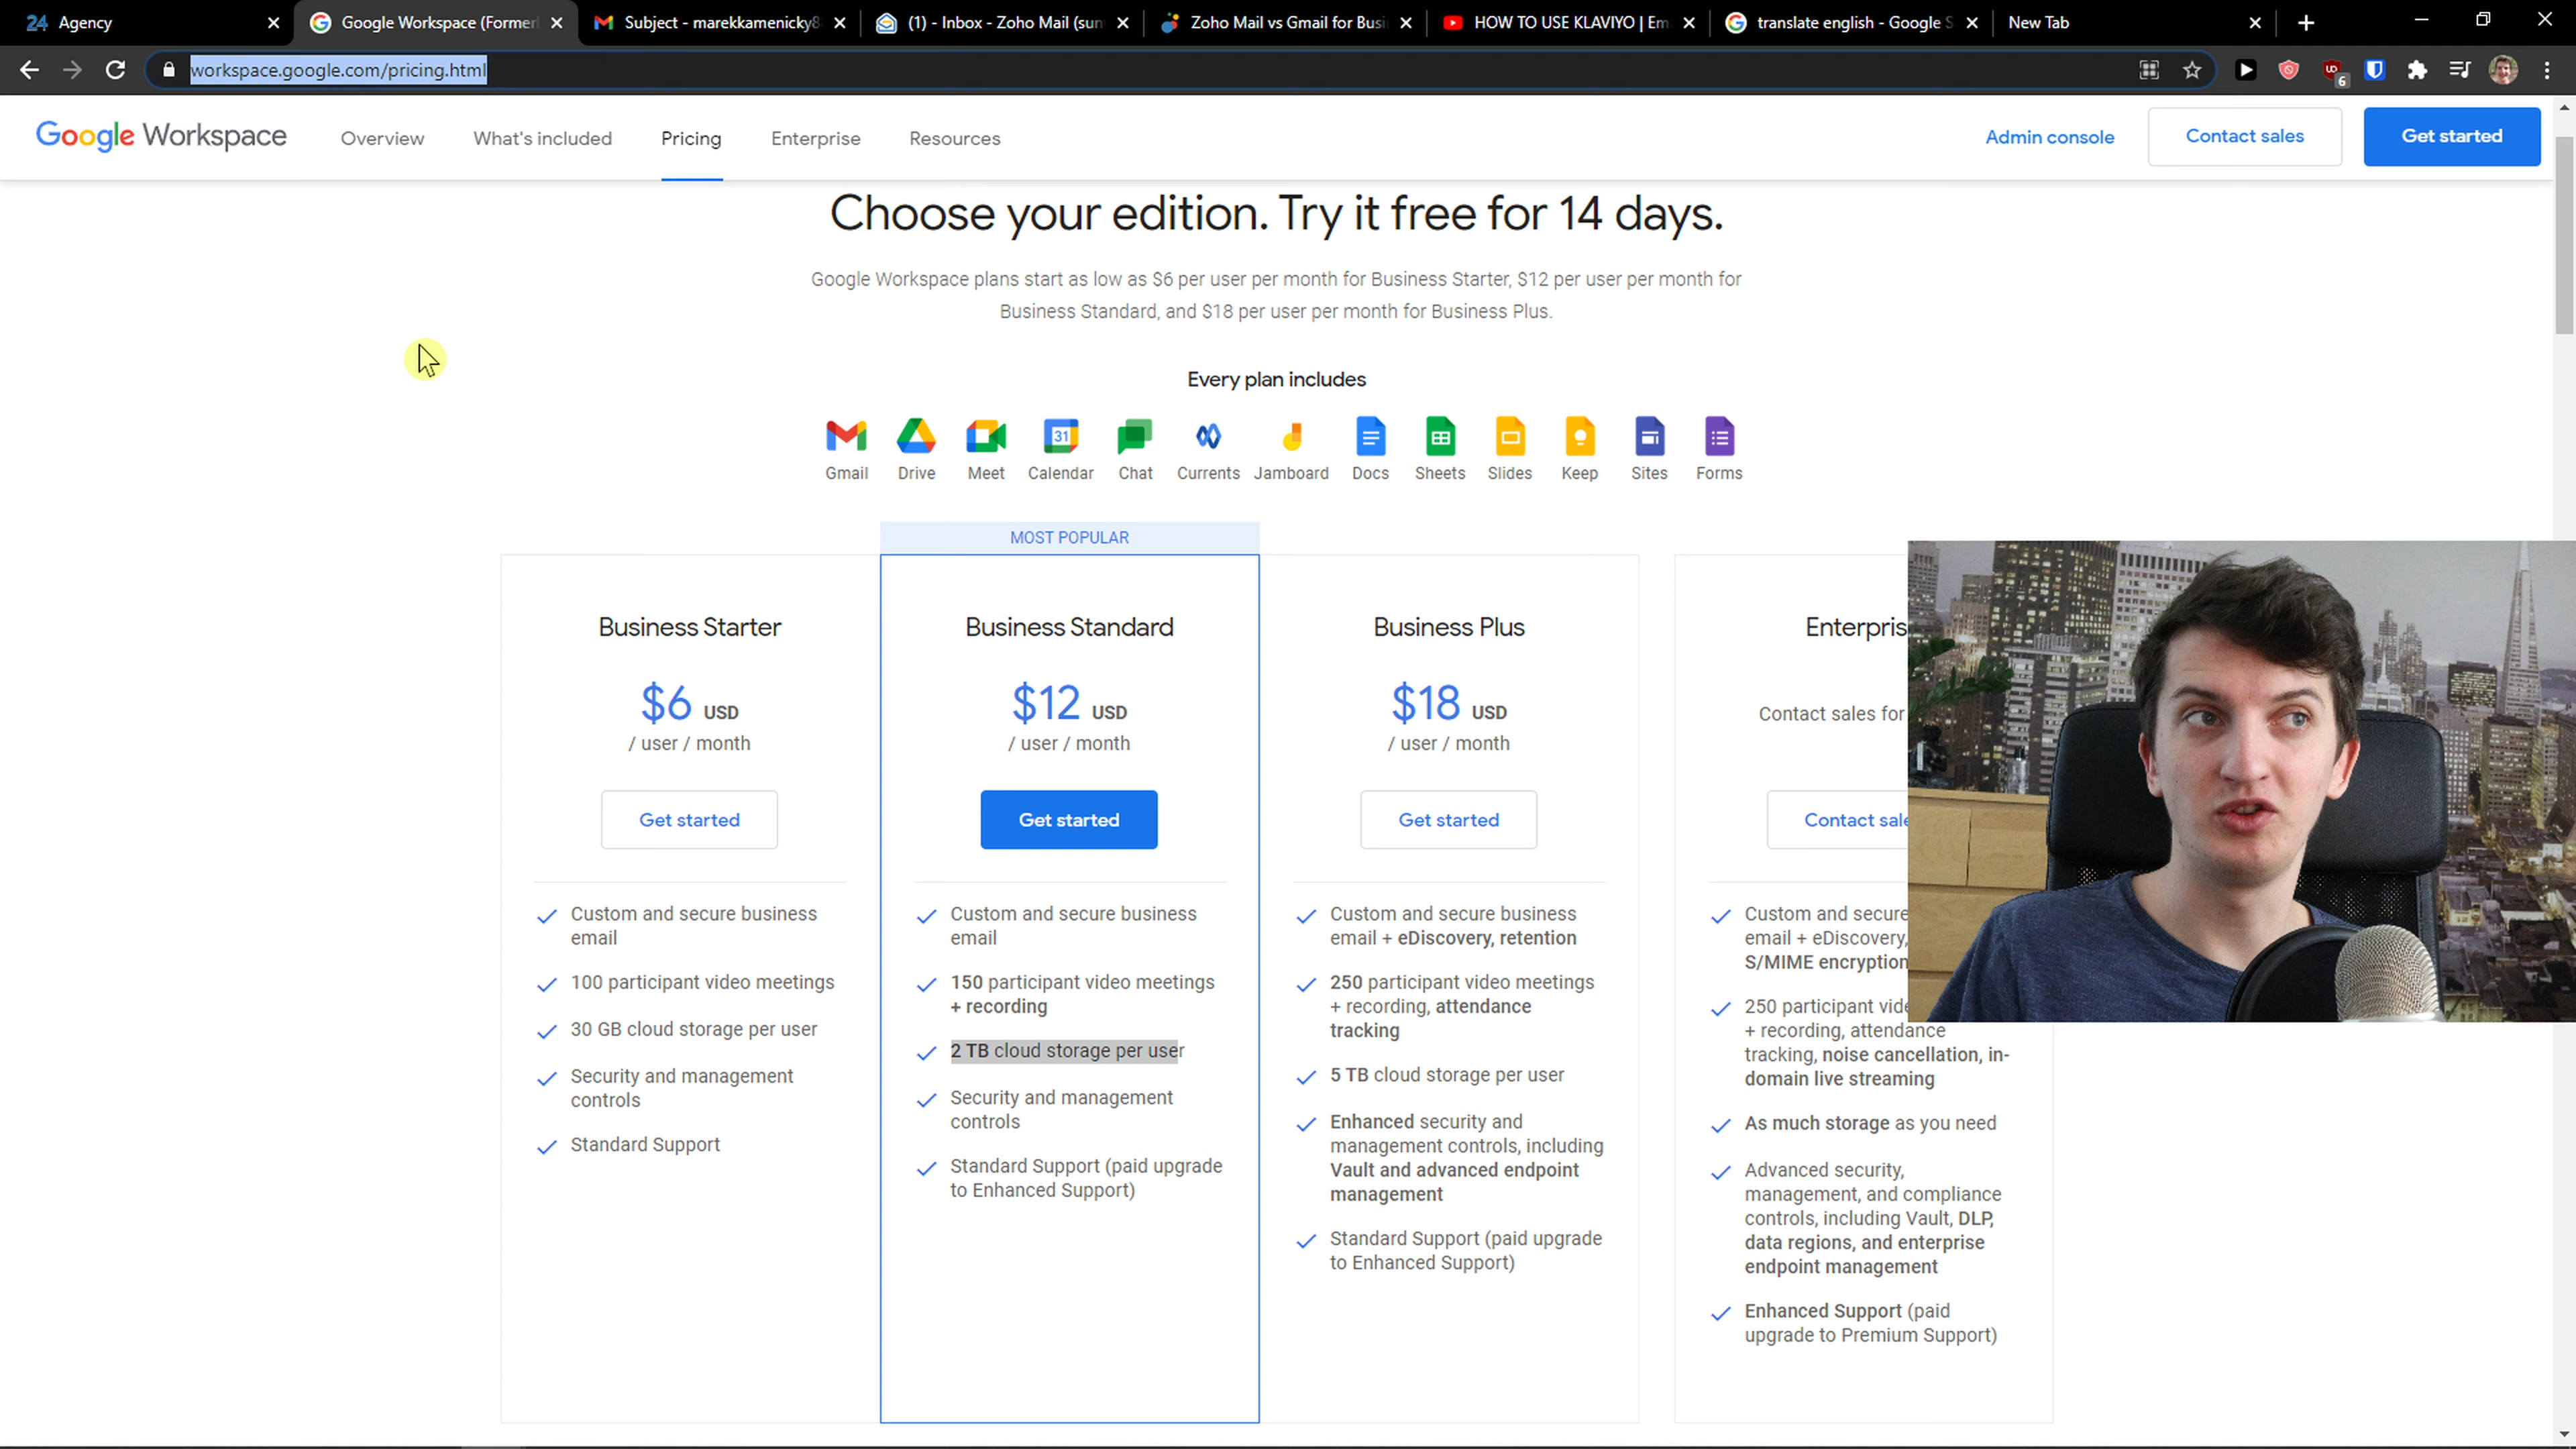 24 Agency
Google Workspace (Former
Subject - marekkamenicky8
(1) - Inbox - Zoho Mail (sun
Zoho Mail vs Gmail for Busi
HOW TO USE KLAVIYO | Em
translate english - Google S
New Tab
workspace.google.com/pricing.html
6
Google Workspace
Overview
What's included
Pricing
Enterprise
Resources
Admin console
Contact sales
Get started
Choose your edition. Try it free for 14 days.
Google Workspace plans start as low as $6 per user per month for Business Starter, $12 per user per month for
Business Standard, and $18 per user per month for Business Plus.
Every plan includes
31
Gmail
Drive
Meet
Calendar
Chat
Currents
Jamboard
Docs
Sheets
Slides
Keep
Sites
Forms
MOST POPULAR
Business Starter
$6 USD
/ user / month
Get started
Custom and secure business
email
100 participant video meetings
30 GB cloud storage per user
Security and management
controls
Standard Support
Business Standard
$12 USD
/ user / month
Get started
Custom and secure business
email
150 participant video meetings
+ recording
2 TB cloud storage per user
Security and management
controls
Standard Support (paid upgrade
to Enhanced Support)
Business Plus
$18 USD
/ user / month
Get started
Custom and secure business
email + eDiscovery, retention
250 participant video meetings
+ recording, attendance
tracking
5 TB cloud storage per user
Enhanced security and
management controls, including
Vault and advanced endpoint
management
Standard Support (paid upgrade
to Enhanced Support)
Enterpris
Contact sales for
Contact sale
Custom and secure
email + eDiscovery,
S/MIME encryption
250 participant vide
+ recording, attendance
tracking, noise cancellation, in-
domain live streaming
As much storage as you need
Advanced security,
management, and compliance
controls, including Vault, DLP,
data regions, and enterprise
endpoint management
Enhanced Support (paid
upgrade to Premium Support)